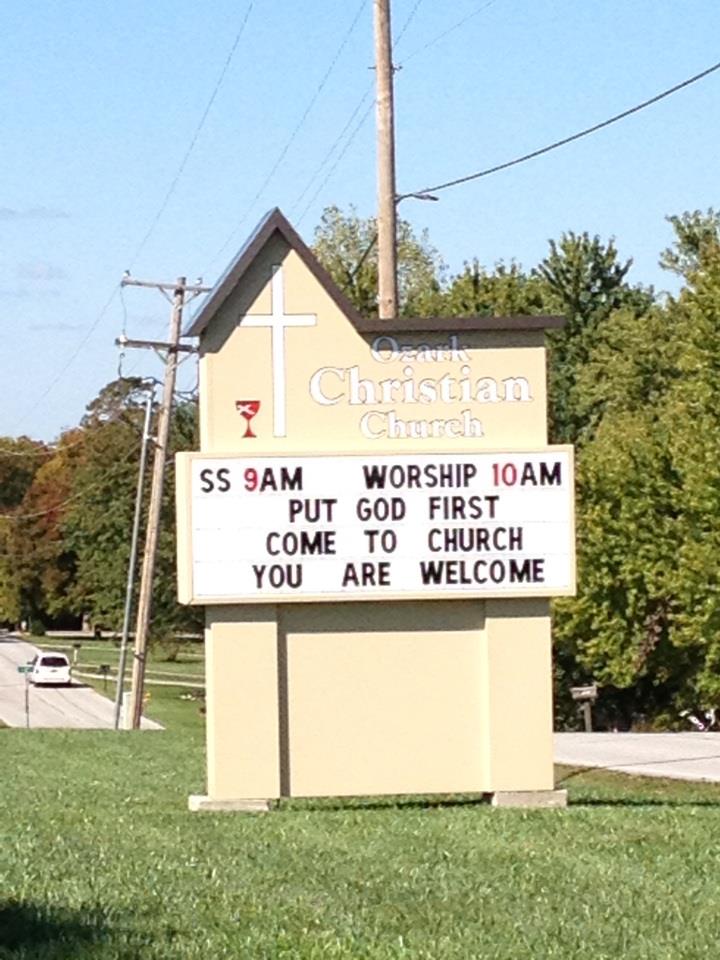 Ozark
Christian
Church
SS 9AM WORSHIP 10AM
PUT GOD FIRST
COME TO CHURCH
YOU ARE WELCOME